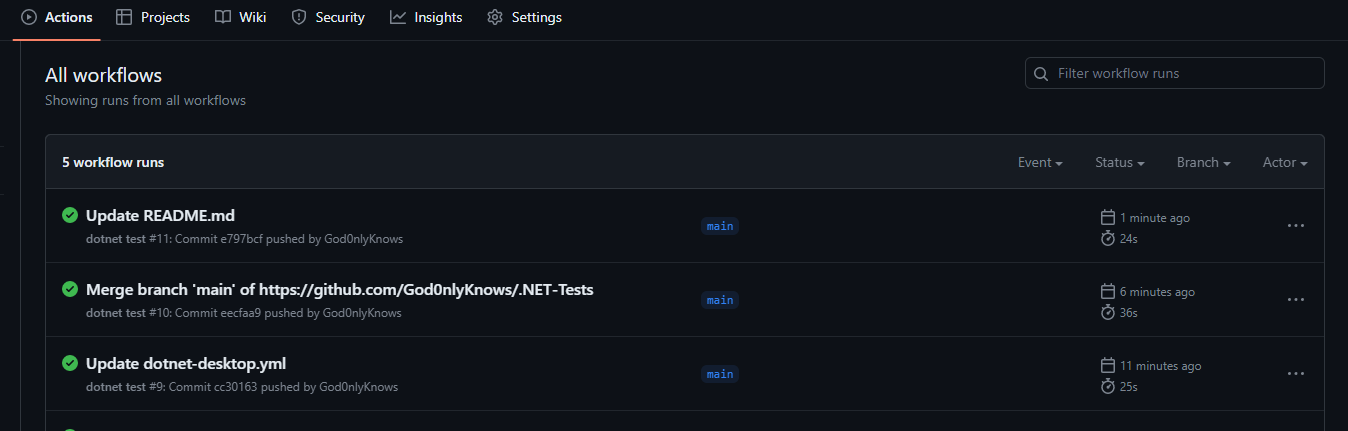 Actions Projects Wiki Security Insights Settings
All workflows
Filter workflow runs
Showing runs from all workflows
5 workflow runs Event Status Branch Actor
Update README.md
main
1 minute ago
dotnet test #11: Commit e797bcf pushed by God0nlyKnows
24s
Merge branch 'main' of https://github.com/God0nlyKnows/.NET-Tests
main
6 minutes ago
dotnet test #10: Commit eecfaa9 pushed by God0nlyKnows
36s
Update dotnet-desktop.yml
main
11 minutes ago
dotnet test #9: Commit cc30163 pushed by God0nlyKnows
25s